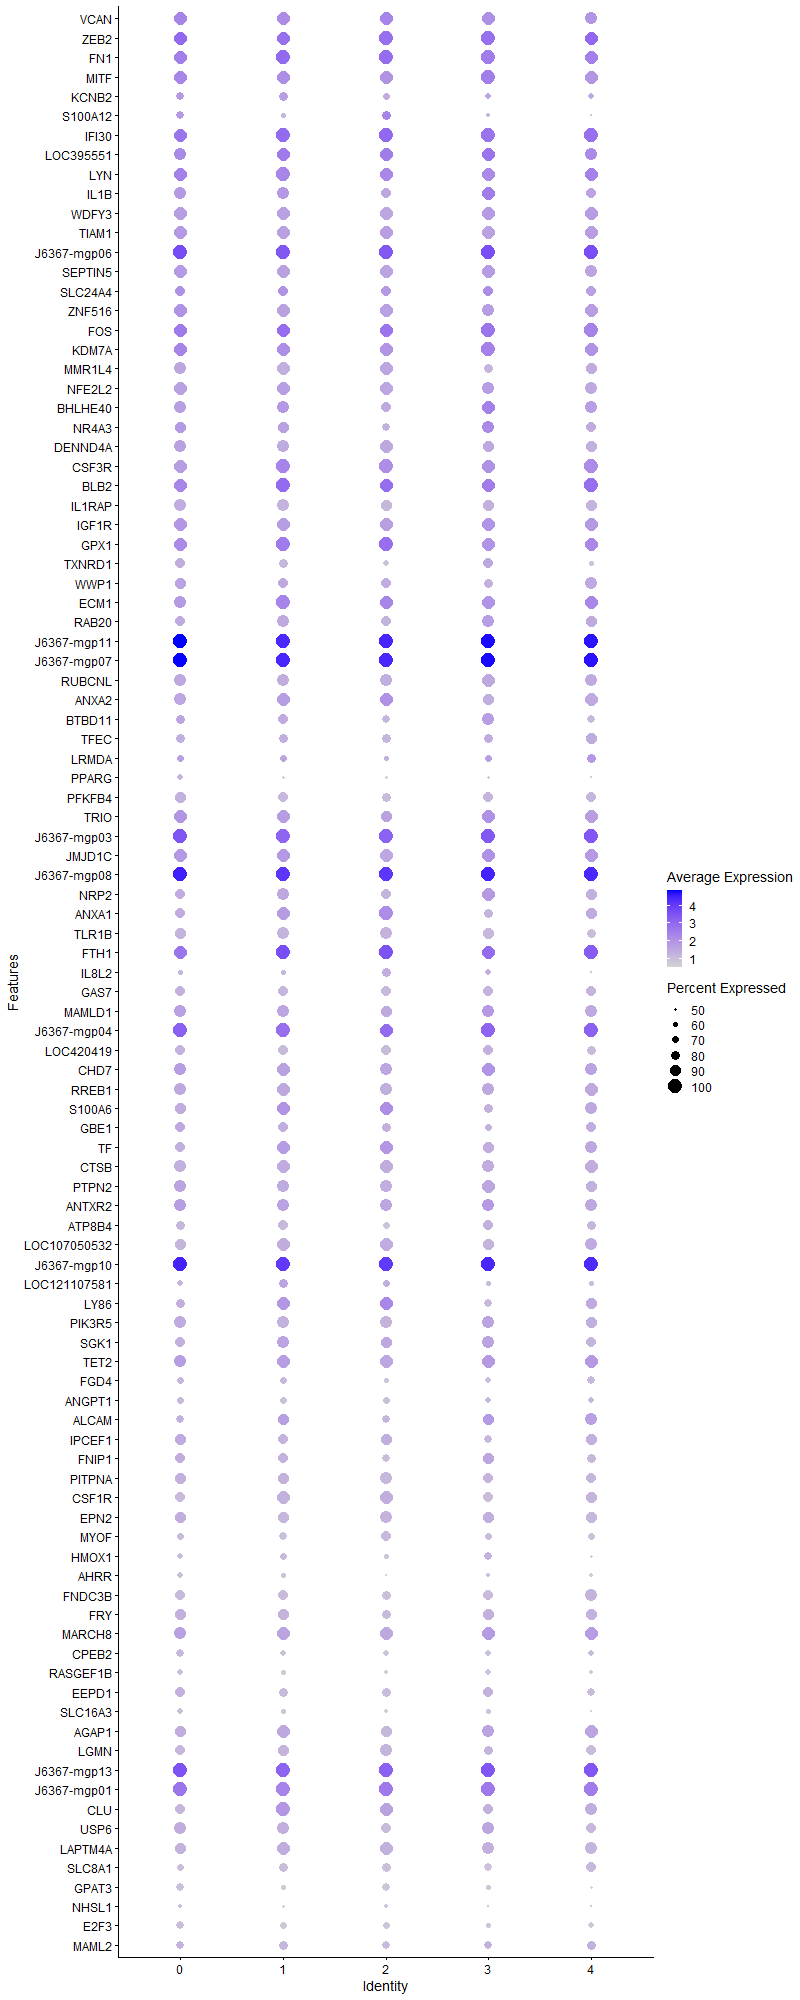 VCAN
ZEB2
FN1
MITF
KCNB2
S100A12
IFI30
LOC395551
LYN
IL1B
WDFY3
TIAM1
J6367-mgp06
SEPTIN5
SLC24A4
ZNF516
FOS
KDM7A
MMR1L4
NFE2L2
BHLHE40
NR4A3
DENND4A
CSF3R
BLB2
IL1RAP
IGF1R
GPX1
TXNRD1
WWP1
ECM1
RAB20
J6367-mgp11
J6367-mgp07
RUBCNL
ANXA2
BTBD11
TFEC
LRMDA
PPARG
PFKFB4
TRIO
J6367-mgp03
JMJD1C
J6367-mgp08
NRP2
ANXA1
TLR1B
FTH1
IL8L2
GAS7
MAMLD1
J6367-mgp04
LOC420419
CHD7
RREB1
S100A6
GBE1
TF
CTSB
PTPN2
ANTXR2
ATP8B4
LOC107050532
J6367-mgp10
LOC121107581
LY86
PIK3R5
SGK1
TET2
FGD4
ANGPT1
ALCAM
IPCEF1
FNIP1
PITPNA
CSF1R
EPN2
MYOF
HMOX1
AHRR
FNDC3B
FRY
MARCH8
CPEB2
RASGEF1B
EEPD1
SLC16A3
AGAP1
LGMN
J6367-mgp13
J6367-mgp01
CLU
USP6
LAPTM4A
SLC8A1
GPAT3
NHSL1
E2F3
MAML2
Features
0 1 2 3 4
Identity
Average Expression
4
3
2
1
Percent Expressed
50
60
70
80
90
100